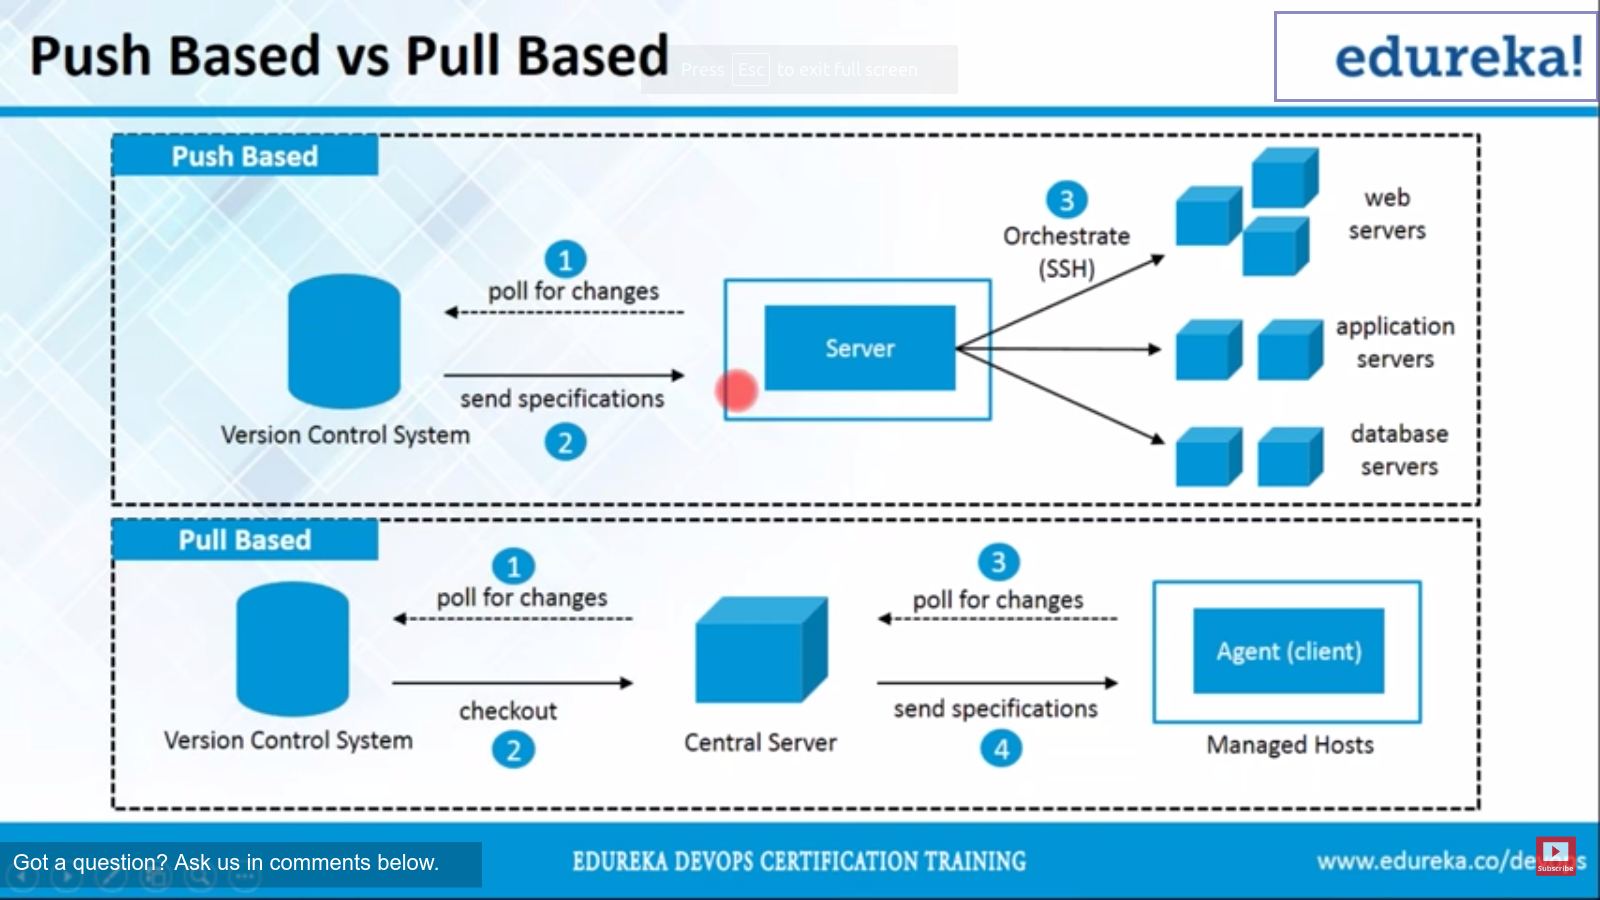 Push Based vs Pull Based
Press Esc to exit full screen
edureka!
Push Based
1
poll for changes
send specifications
2
Version Control System
Server
3
Orchestrate
(SSH)
web
servers
application
servers
database
servers
Pull Based
1
poll for changes
checkout
2
Version Control System
Central Server
3
poll for changes
send specifications
4
Agent (client)
Managed Hosts
Got a question? Ask us in comments below.
EDUREKA DEVOPS CERTIFICATION TRAINING
www.edureka.co/devops
Subscribe